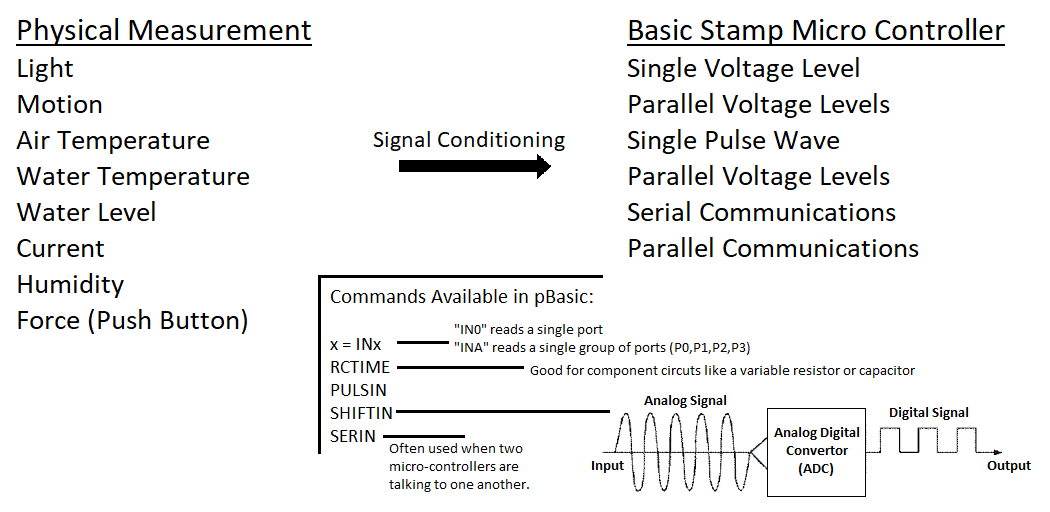 Physical Measurement
Light
Motion
Air Temperature
Water Temperature
Water Level
Current
Humidity
Force (Push Button)
Signal Conditioning
Basic Stamp Micro Controller
Single Voltage Level
Parallel Voltage Levels
Single Pulse Wave
Parallel Voltage Levels
Serial Communications
Parallel Communications
Commands Available in pBasic:
x = INx
"IN0" reads a single port
"INA" reads a single group of ports (P0,P1,P2,P3)
RCTIME
Good for component circuts like a variable resistor or capacitor
PULSIN
SHIFTIN
SERIN
Often used when two
micro-controllers are
talking to one another.
Analog Signal
Input
Analog Digital
Convertor
(ADC)
Digital Signal
Output